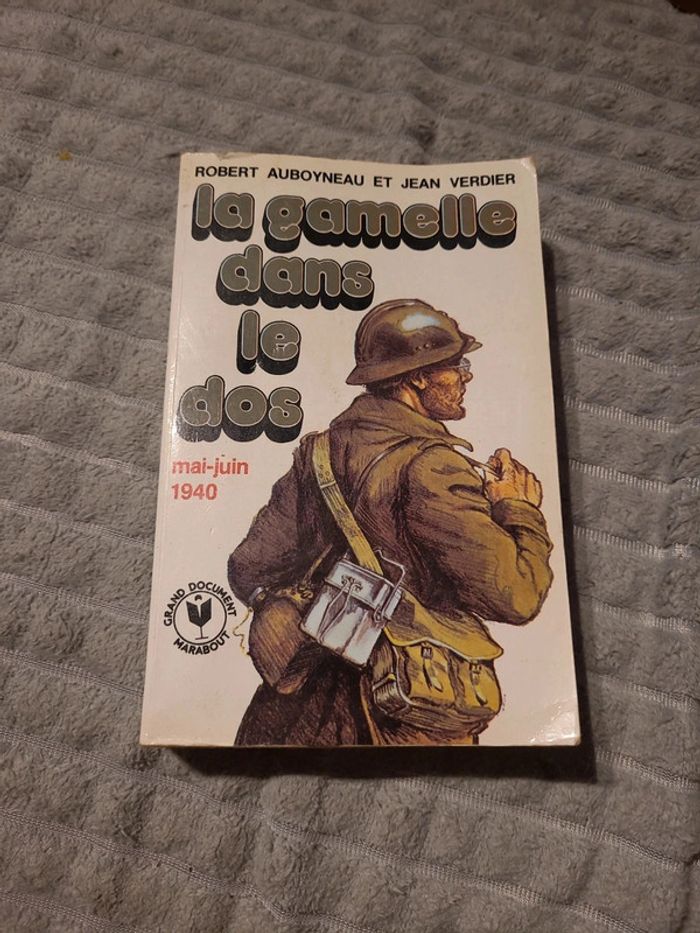 ROBERT AUBOYNEAU ET JEAN VERDIER
la gamelle
dans
le
dos
mai-juin
1940
GRAND DOCUMENT
MARABOUT